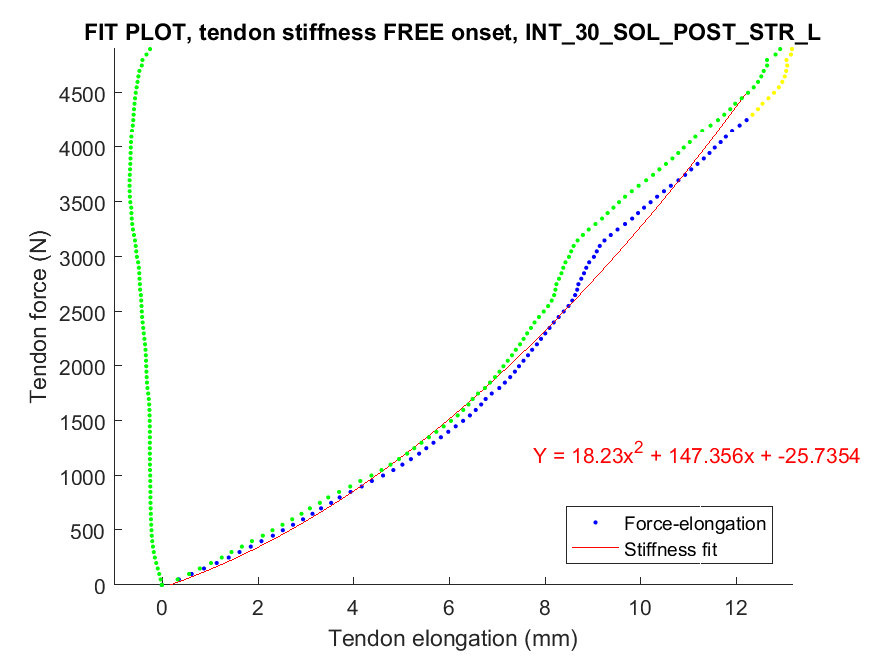 FIT PLOT, tendon stiffness FREE onset, INT_30_SOL_POST_STR_L
4500
4000
3500
3000
2500
2000
1500
1000
500
0
Tendon force (N)
Y = 18.23x² + 147.356x + -25.7354
Force-elongation
Stiffness fit
0 2 4 6 8 10 12
Tendon elongation (mm)